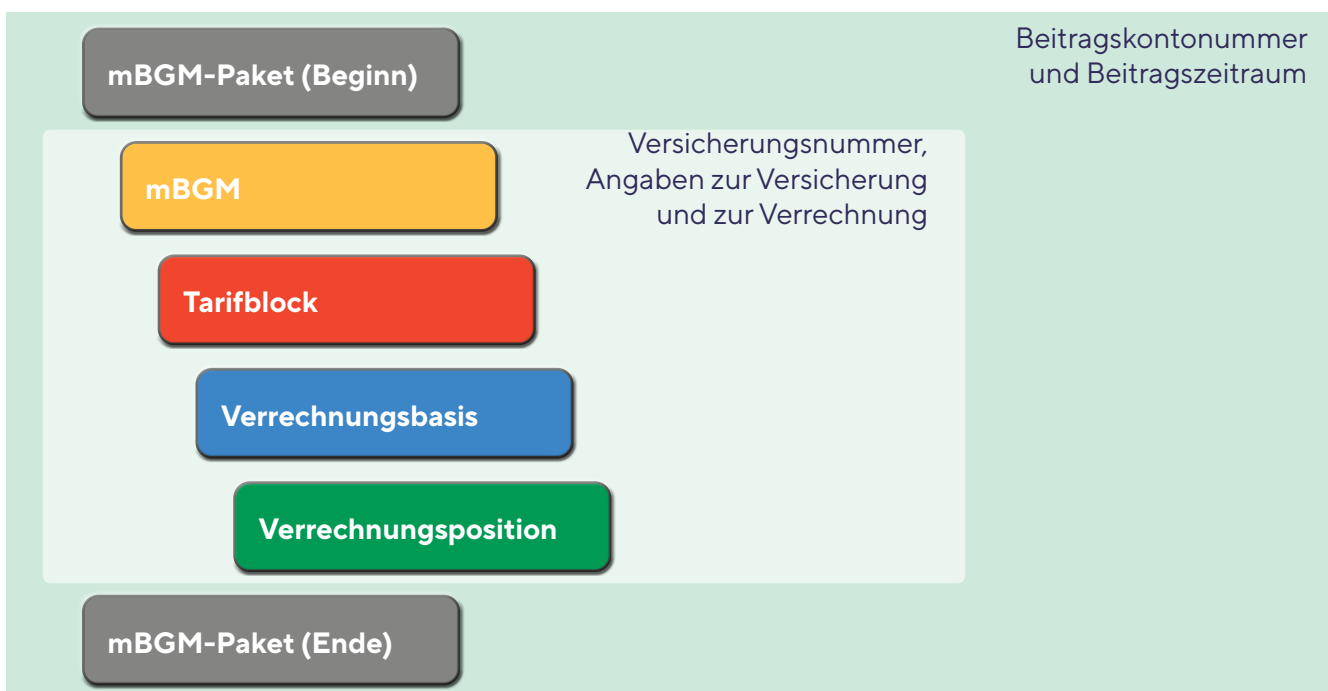 mBGM-Paket (Beginn)
Beitragskontonummer
und Beitragszeitraum
mBGM
Versicherungsnummer,
Angaben zur Versicherung
und zur Verrechnung
Tarifblock
Verrechnungsbasis
Verrechnungsposition
mBGM-Paket (Ende)